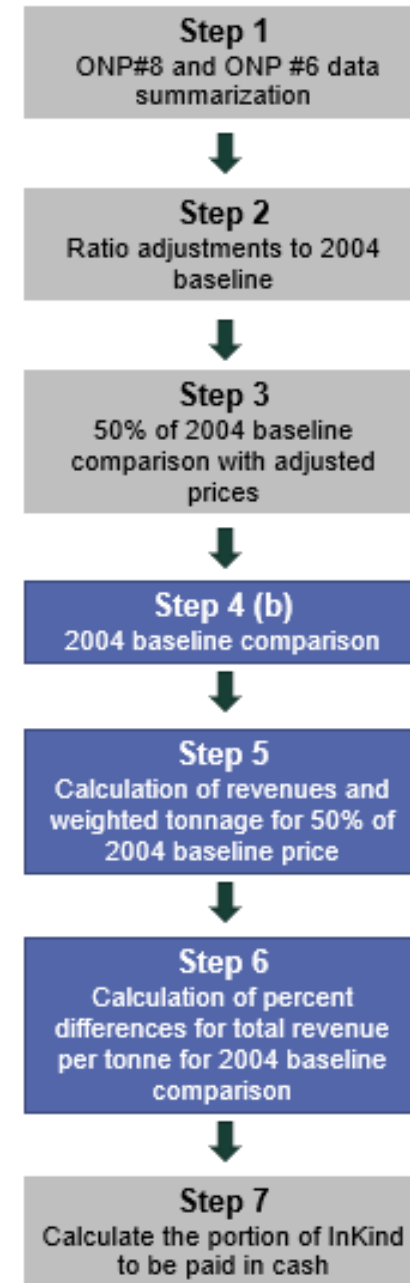 Step 1
ONP#8 and ONP #6 data
summarization
Step 2
Ratio adjustments to 2004
baseline
Step 3
50% of 2004 baseline
comparison with adjusted
prices
Step 4 (b)
2004 baseline comparison
Step 5
Calculation of revenues and
weighted tonnage for 50% of
2004 baseline price
Step 6
Calculation of percent
differences for total revenue
per tonne for 2004 baseline
comparison
Step 7
Calculate the portion of InKind
to be paid in cash